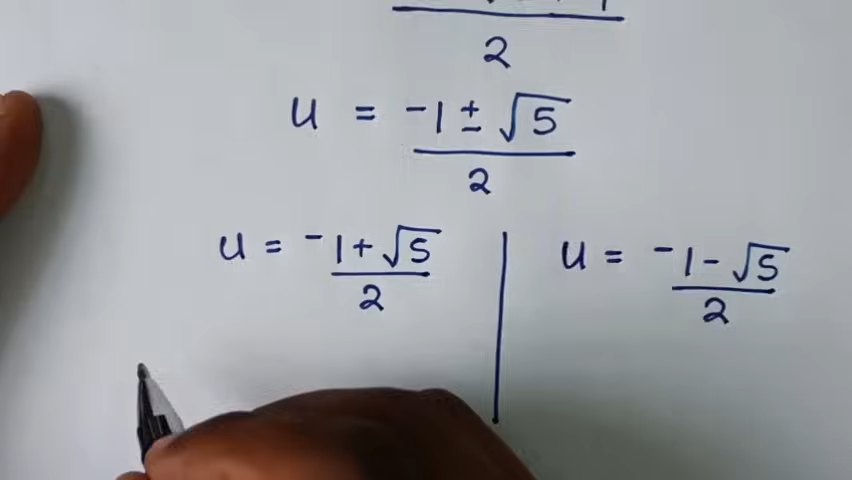 2
u = -1 ± √5
2
u = -1 + √5 | u = -1 - √5
2 2